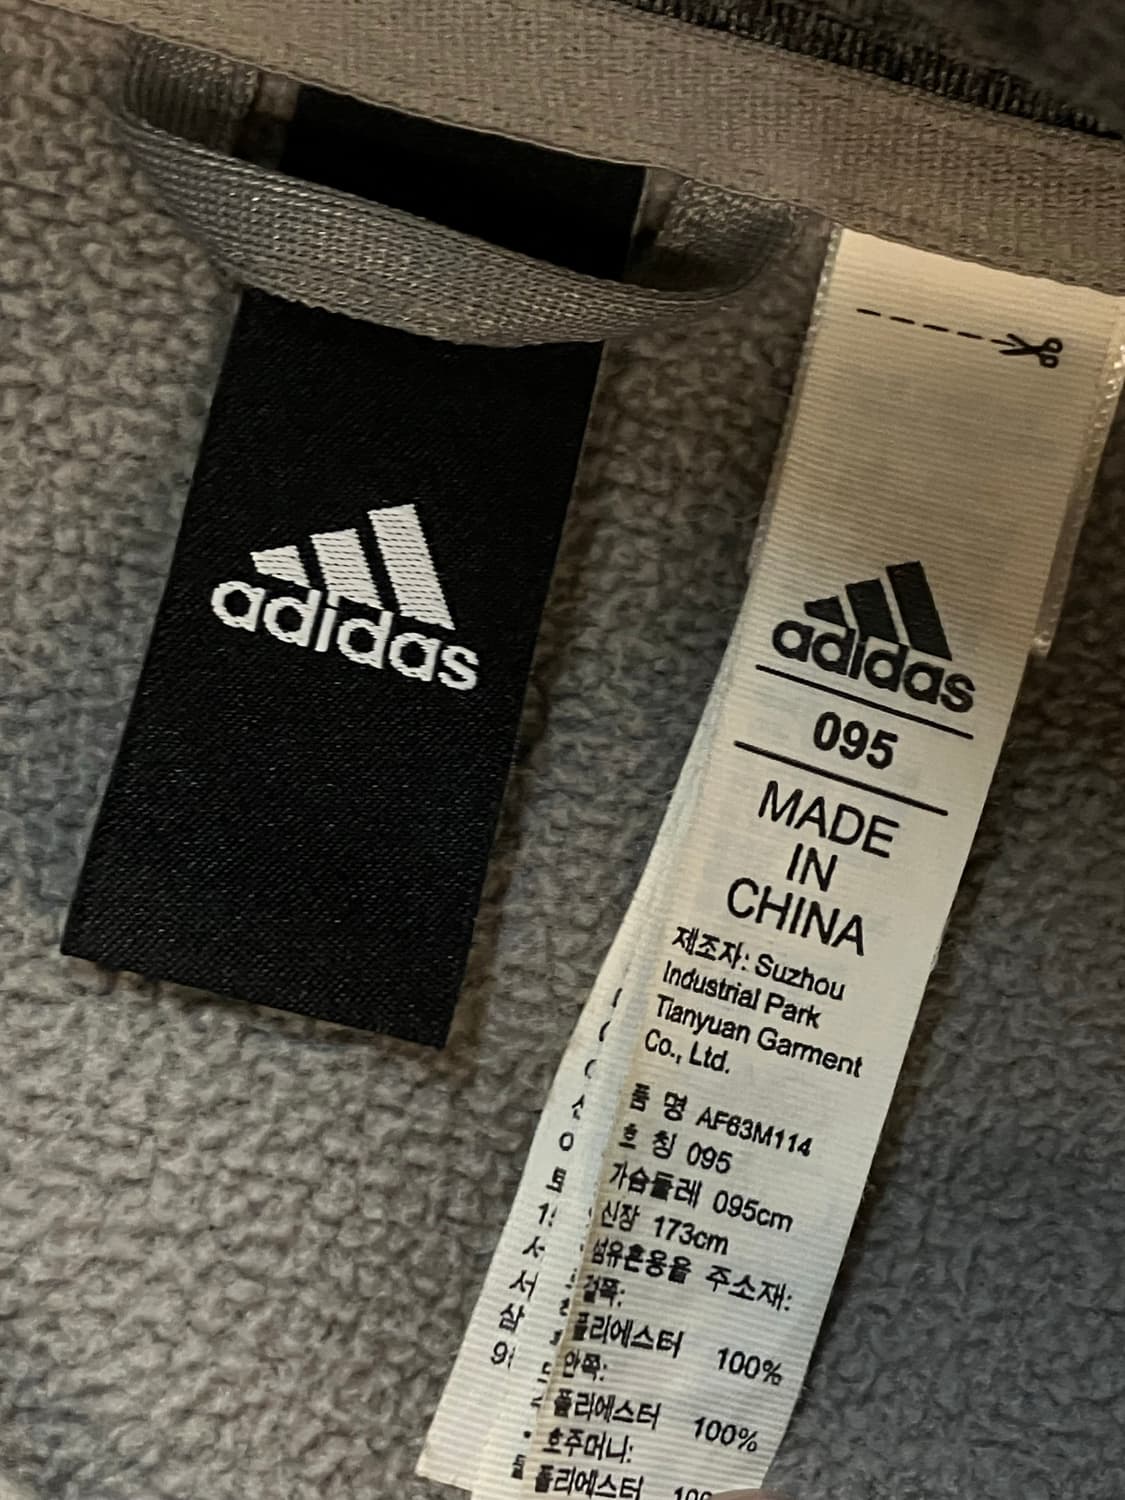 adidas
adidas
095
MADE
IN
CHINA
제조자: Suzhou
Industrial Park
Tianyuan Garment
Co., Ltd.
품 명 AF63M114
호 칭 095
가슴둘레 095cm
신장 173cm
섬유혼용율 주소재:
겉쪽:
폴리에스터 100%
안쪽:
폴리에스터 100%
호주머니:
폴리에스터